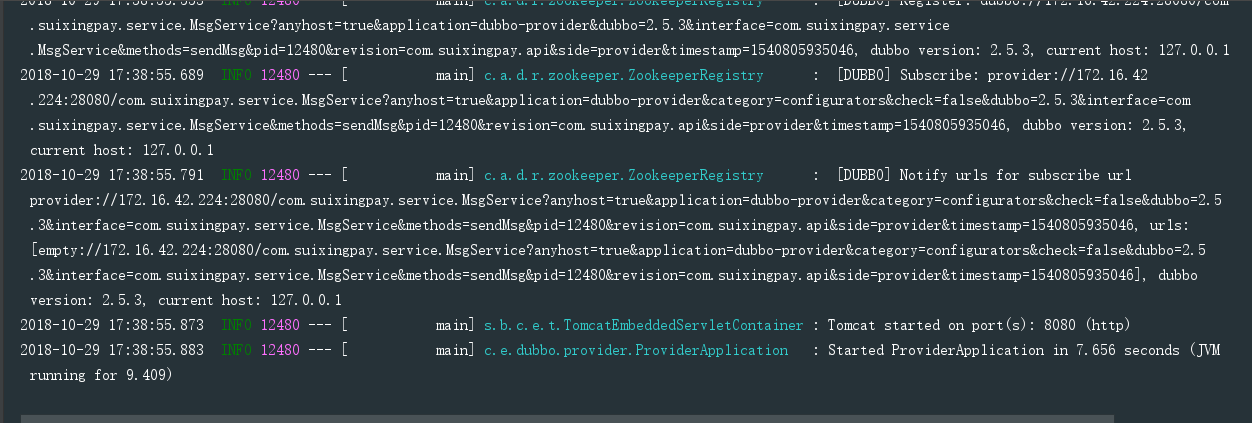 2018-10-29 17:38:55.553  INFO 12480 --- [           main] c.a.d.r.zookeeper.ZookeeperRegistry      :  [DUBBO] Register: dubbo://172.16.42.224:28080/com
.suixingpay.service.MsgService?anyhost=true&application=dubbo-provider&dubbo=2.5.3&interface=com.suixingpay.service
.MsgService&methods=sendMsg&pid=12480&revision=com.suixingpay.api&side=provider&timestamp=1540805935046, dubbo version: 2.5.3, current host: 127.0.0.1
2018-10-29 17:38:55.689  INFO 12480 --- [           main] c.a.d.r.zookeeper.ZookeeperRegistry      :  [DUBBO] Subscribe: provider://172.16.42
.224:28080/com.suixingpay.service.MsgService?anyhost=true&application=dubbo-provider&category=configurators&check=false&dubbo=2.5.3&interface=com
.suixingpay.service.MsgService&methods=sendMsg&pid=12480&revision=com.suixingpay.api&side=provider&timestamp=1540805935046, dubbo version: 2.5.3,
current host: 127.0.0.1
2018-10-29 17:38:55.791  INFO 12480 --- [           main] c.a.d.r.zookeeper.ZookeeperRegistry      :  [DUBBO] Notify urls for subscribe url
provider://172.16.42.224:28080/com.suixingpay.service.MsgService?anyhost=true&application=dubbo-provider&category=configurators&check=false&dubbo=2.5
.3&interface=com.suixingpay.service.MsgService&methods=sendMsg&pid=12480&revision=com.suixingpay.api&side=provider&timestamp=1540805935046, urls:
[empty://172.16.42.224:28080/com.suixingpay.service.MsgService?anyhost=true&application=dubbo-provider&category=configurators&check=false&dubbo=2.5
.3&interface=com.suixingpay.service.MsgService&methods=sendMsg&pid=12480&revision=com.suixingpay.api&side=provider&timestamp=1540805935046], dubbo
version: 2.5.3, current host: 127.0.0.1
2018-10-29 17:38:55.873  INFO 12480 --- [           main] s.b.c.e.t.TomcatEmbeddedServletContainer : Tomcat started on port(s): 8080 (http)
2018-10-29 17:38:55.883  INFO 12480 --- [           main] c.e.dubbo.provider.ProviderApplication   : Started ProviderApplication in 7.656 seconds (JVM
running for 9.409)